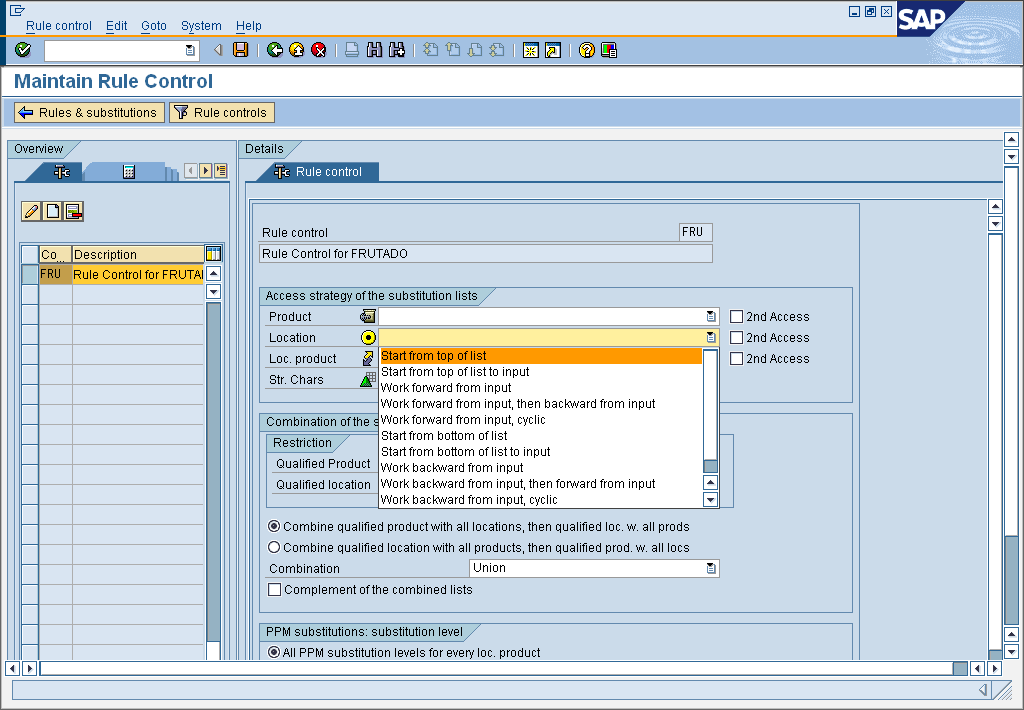 Rule control Edit Goto System Help
SAP
Maintain Rule Control
Rules & substitutions Rule controls
Overview
Details
Rule control
Rule control FRU
Rule Control for FRUTADO
Co... Description
FRU Rule Control for FRUTA
Access strategy of the substitution lists
Product 2nd Access
Location 2nd Access
Loc. product 2nd Access
Str. Chars
Start from top of list
Start from top of list to input
Work forward from input
Work forward from input, then backward from input
Work forward from input, cyclic
Start from bottom of list
Start from bottom of list to input
Work backward from input
Work backward from input, then forward from input
Work backward from input, cyclic
Combination of the s
Restriction
Qualified Product
Qualified location
Combine qualified product with all locations, then qualified loc. w. all prods
Combine qualified location with all products, then qualified prod. w. all locs
Combination Union
Complement of the combined lists
PPM substitutions: substitution level
All PPM substitution levels for every loc. product